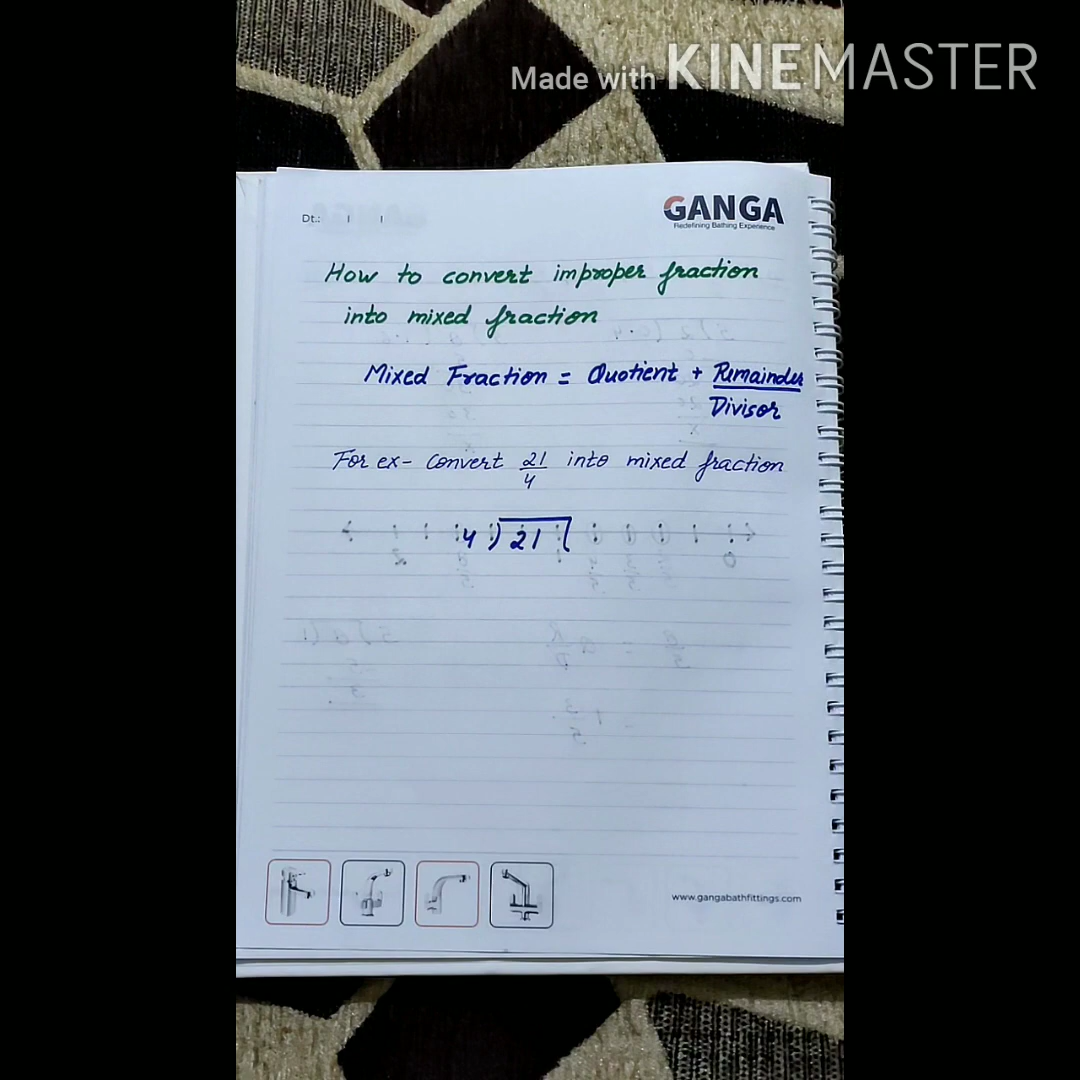 Made with KINEMASTER
Dt.: / /
GANGA
Redefining Bathing Experience
How to convert improper fraction
into mixed fraction
Mixed Fraction = Quotient + Remainder
Divisor
For ex- Convert 21/4 into mixed fraction
4 ) 21 (
www.gangabathfittings.com